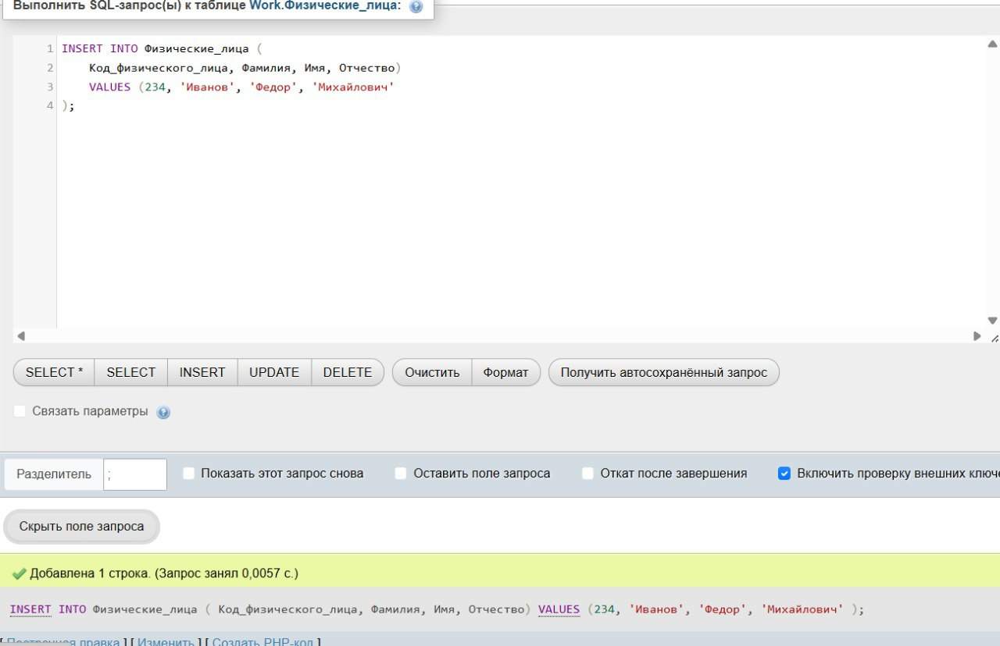 Выполнить SQL-запрос(ы) к таблице Work.Физические_лица:
1 INSERT INTO Физические_лица (
2 Код_физического_лица, Фамилия, Имя, Отчество)
3 VALUES (234, 'Иванов', 'Федор', 'Михайлович'
4 );
SELECT * SELECT INSERT UPDATE DELETE Очистить Формат Получить автосохранённый запрос
Связать параметры
Разделитель ; Показать этот запрос снова Оставить поле запроса Откат после завершения Включить проверку внешних ключе
Скрыть поле запроса
Добавлена 1 строка. (Запрос занял 0,0057 с.)
INSERT INTO Физические_лица ( Код_физического_лица, Фамилия, Имя, Отчество) VALUES (234, 'Иванов', 'Федор', 'Михайлович' );
[ Построчная правка ] [ Изменить ] [ Создать PHP-код ]